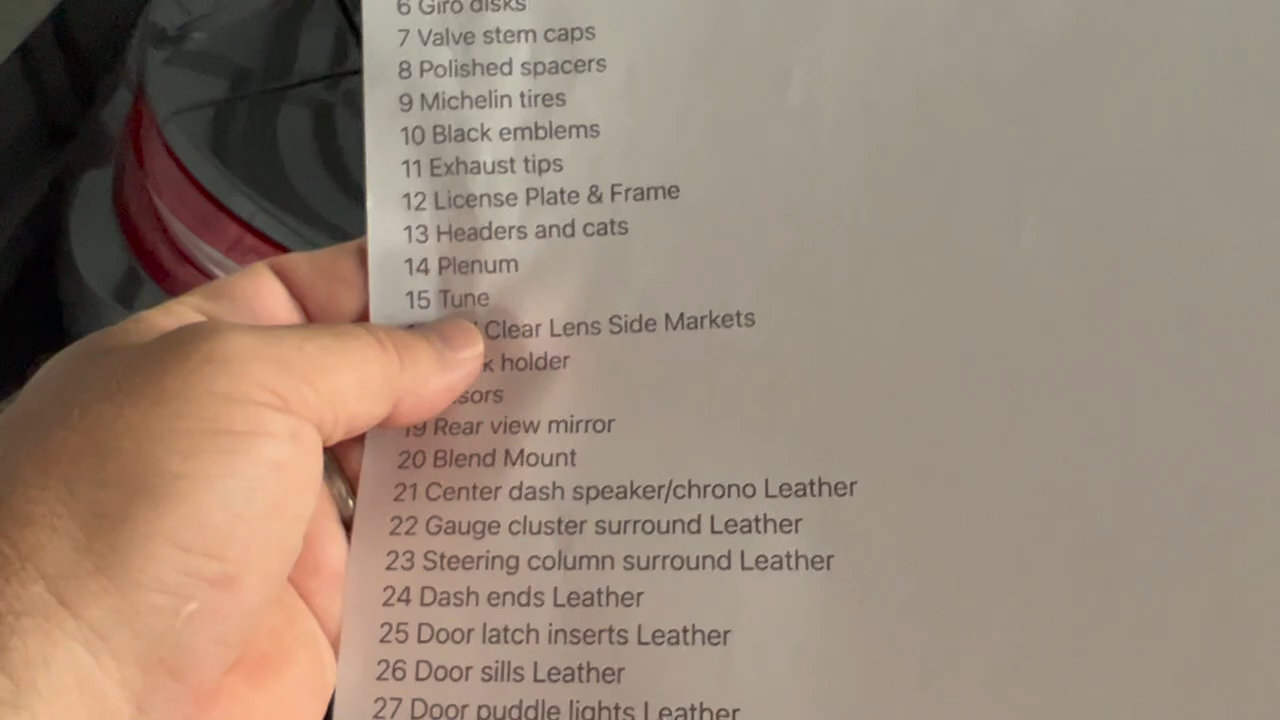 6 Giro disks
7 Valve stem caps
8 Polished spacers
9 Michelin tires
10 Black emblems
11 Exhaust tips
12 License Plate & Frame
13 Headers and cats
14 Plenum
15 Tune
Clear Lens Side Markets
holder
19 Rear view mirror
20 Blend Mount
21 Center dash speaker/chrono Leather
22 Gauge cluster surround Leather
23 Steering column surround Leather
24 Dash ends Leather
25 Door latch inserts Leather
26 Door sills Leather
27 Door puddle lights Leather